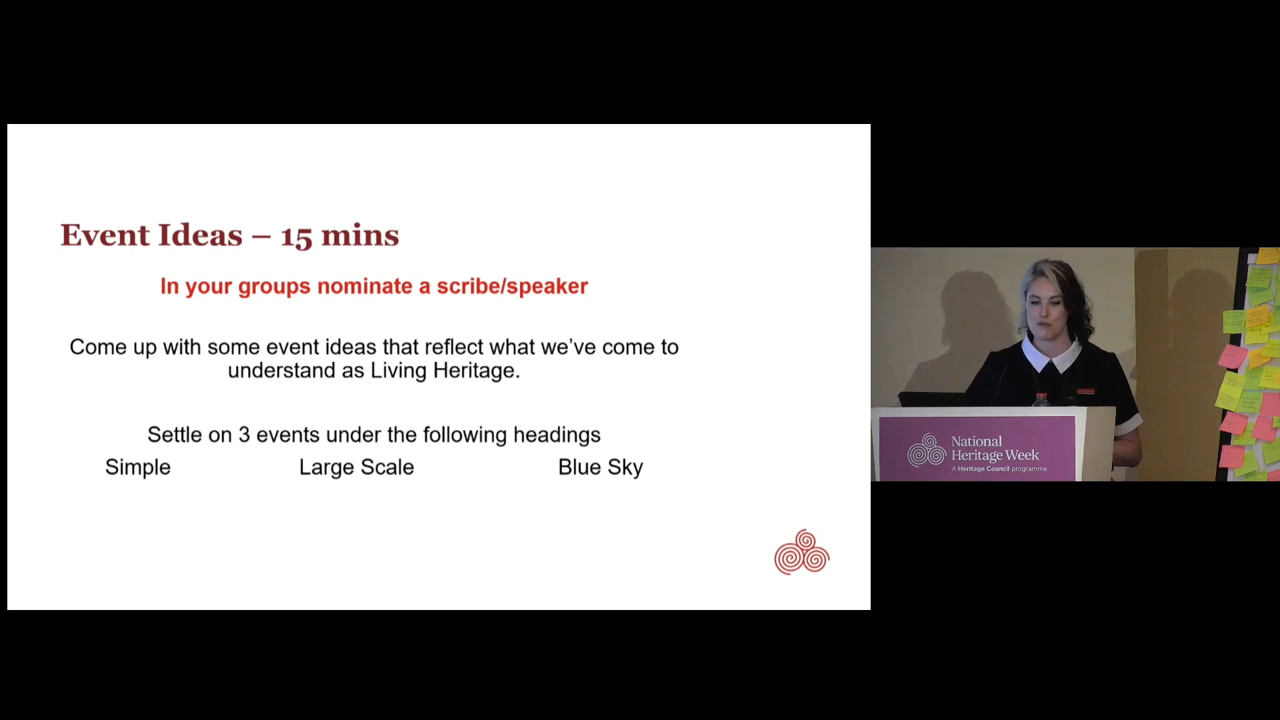 Event Ideas – 15 mins
In your groups nominate a scribe/speaker
Come up with some event ideas that reflect what we’ve come to
understand as Living Heritage.
Settle on 3 events under the following headings
Simple Large Scale Blue Sky
National
Heritage Week
A Heritage Council programme